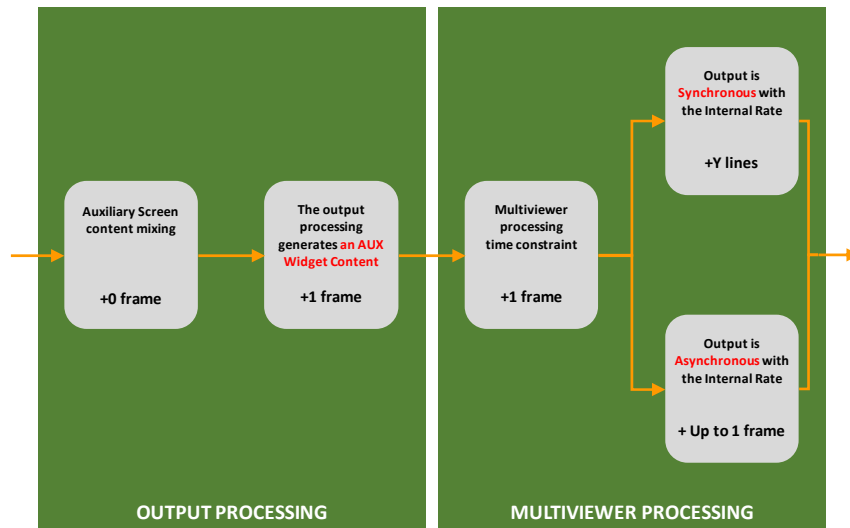 Auxiliary Screen
content mixing
+0 frame
The output
processing
generates an AUX
Widget Content
+1 frame
OUTPUT PROCESSING
Multiviewer
processing
time constraint
+1 frame
Output is
Synchronous with
the Internal Rate
+Y lines
Output is
Asynchronous with
the Internal Rate
+ Up to 1 frame
MULTIVIEWER PROCESSING